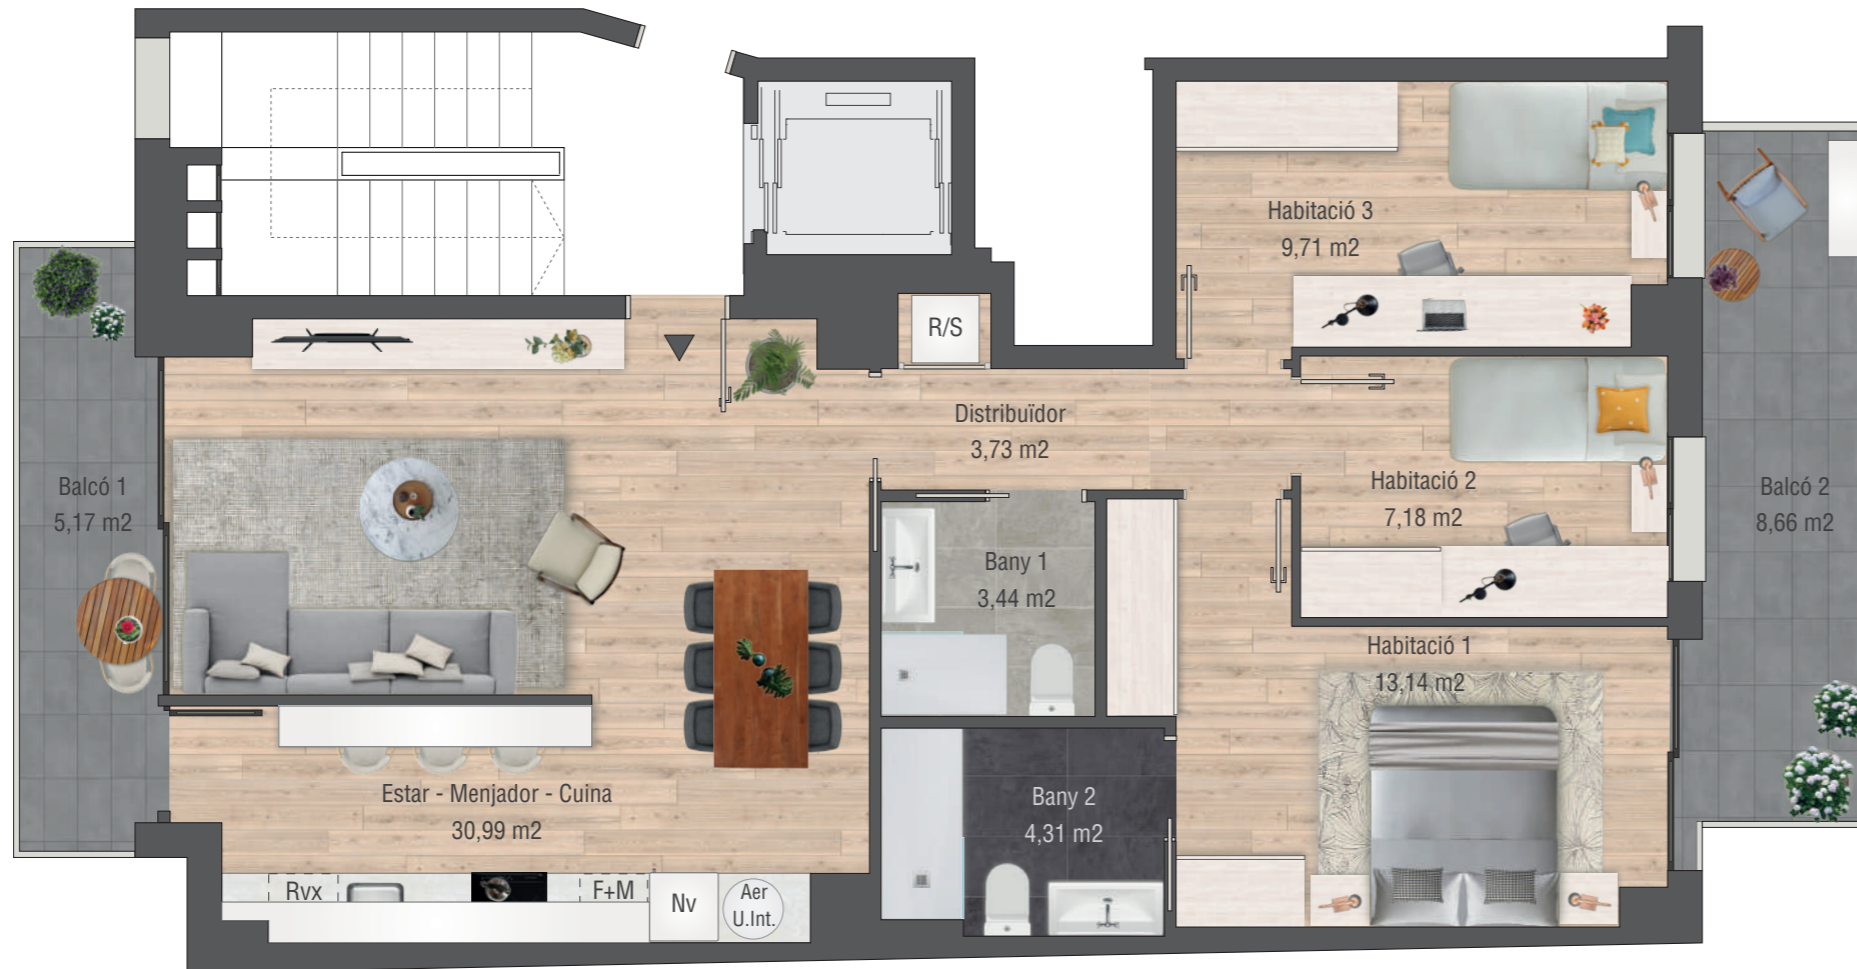 Habitació 3
9,71 m2
R/S
Distribuïdor
3,73 m2
Balcó 1
5,17 m2
Habitació 2
7,18 m2
Balcó 2
8,66 m2
Bany 1
3,44 m2
Habitació 1
13,14 m2
Estar - Menjador - Cuina
30,99 m2
Bany 2
4,31 m2
Rvx
F+M
Nv
Aer
U.Int.